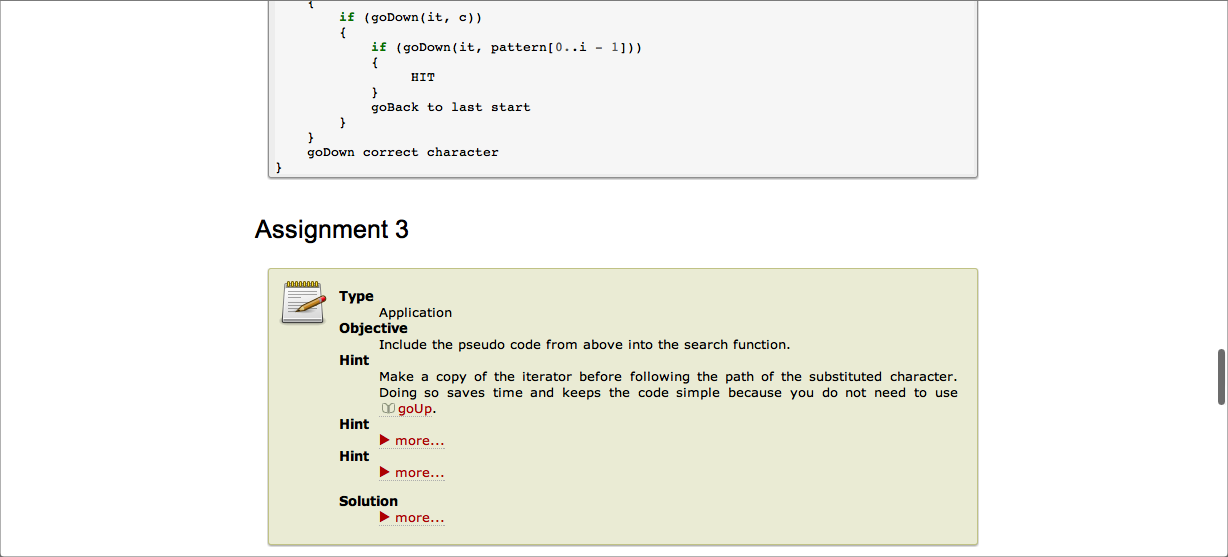 {
if (goDown(it, c))
{
if (goDown(it, pattern[0..i - 1]))
{
HIT
}
goBack to last start
}
}
goDown correct character
}
Assignment 3
Type
Application
Objective
Include the pseudo code from above into the search function.
Hint
Make a copy of the iterator before following the path of the substituted character.
Doing so saves time and keeps the code simple because you do not need to use
goUp.
Hint
more...
Hint
more...
Solution
more...